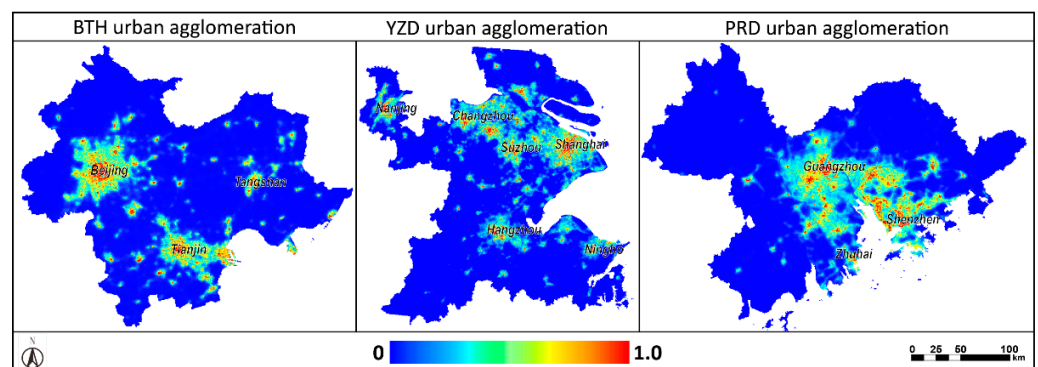 BTH urban agglomeration
YZD urban agglomeration
PRD urban agglomeration
Beijing
Tangshan
Tianjin
Nanjing
Changzhou
Suzhou
Shanghai
Hangzhou
Ningbo
Guangzhou
Shenzhen
Zhuhai
N
0
1.0
0 25 50 100
km